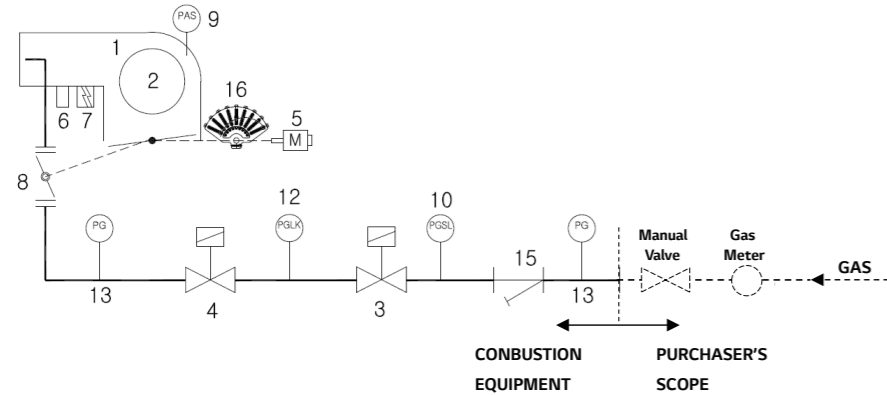 PAS 9
1
2
16
5
M
6 7
8
12
10
PG
PGLK
PGSL
PG
Manual
Valve
Gas
Meter
GAS
15
13
4
3
13
CONBUSTION
EQUIPMENT
PURCHASER'S
SCOPE